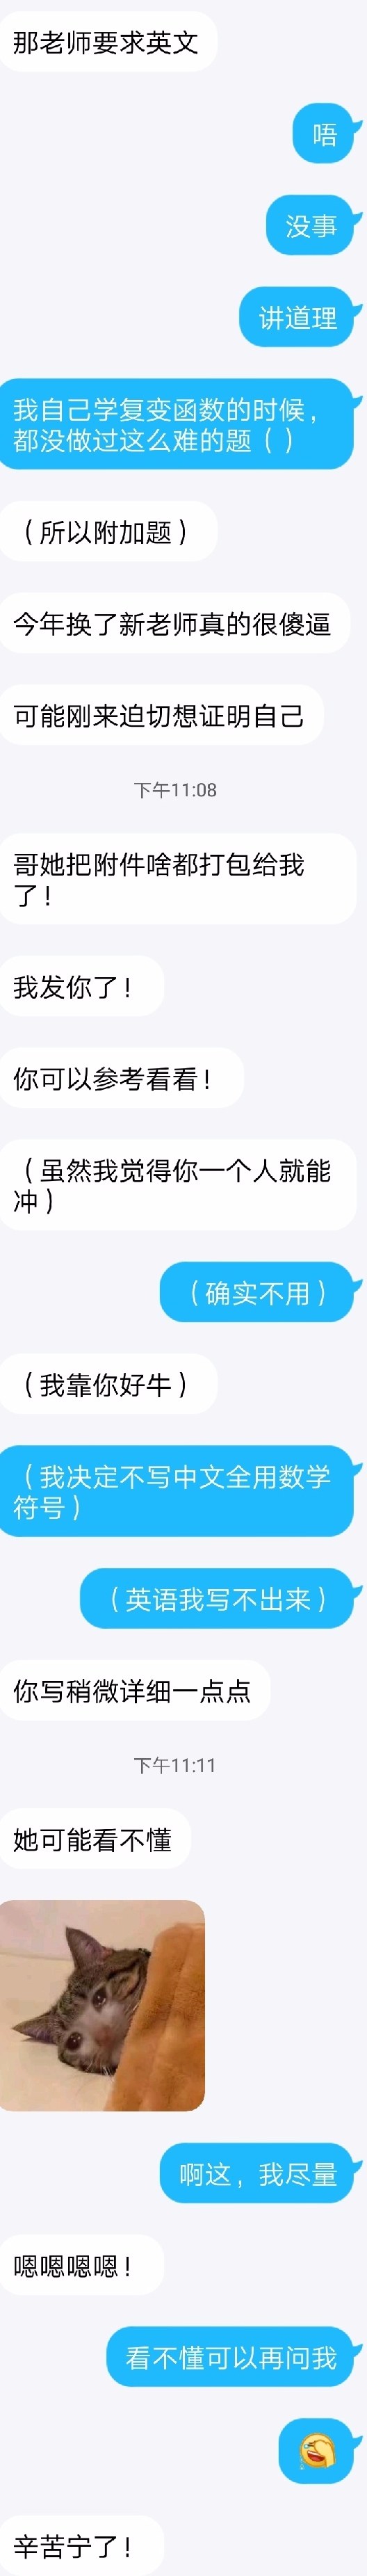 那老师要求英文
唔
没事
讲道理
我自己学复变函数的时候，
都没做过这么难的题（）
（所以附加题）
今年换了新老师真的很傻逼
可能刚来迫切想证明自己
下午11:08
哥她把附件啥都打包给我
了！
我发你了！
你可以参考看看！
（虽然我觉得你一个人就能
冲）
（确实不用）
（我靠你好牛）
（我决定不写中文全用数学
符号）
（英语我写不出来）
你写稍微详细一点点
下午11:11
她可能看不懂
啊这，我尽量
嗯嗯嗯嗯！
看不懂可以再问我
辛苦宁了！